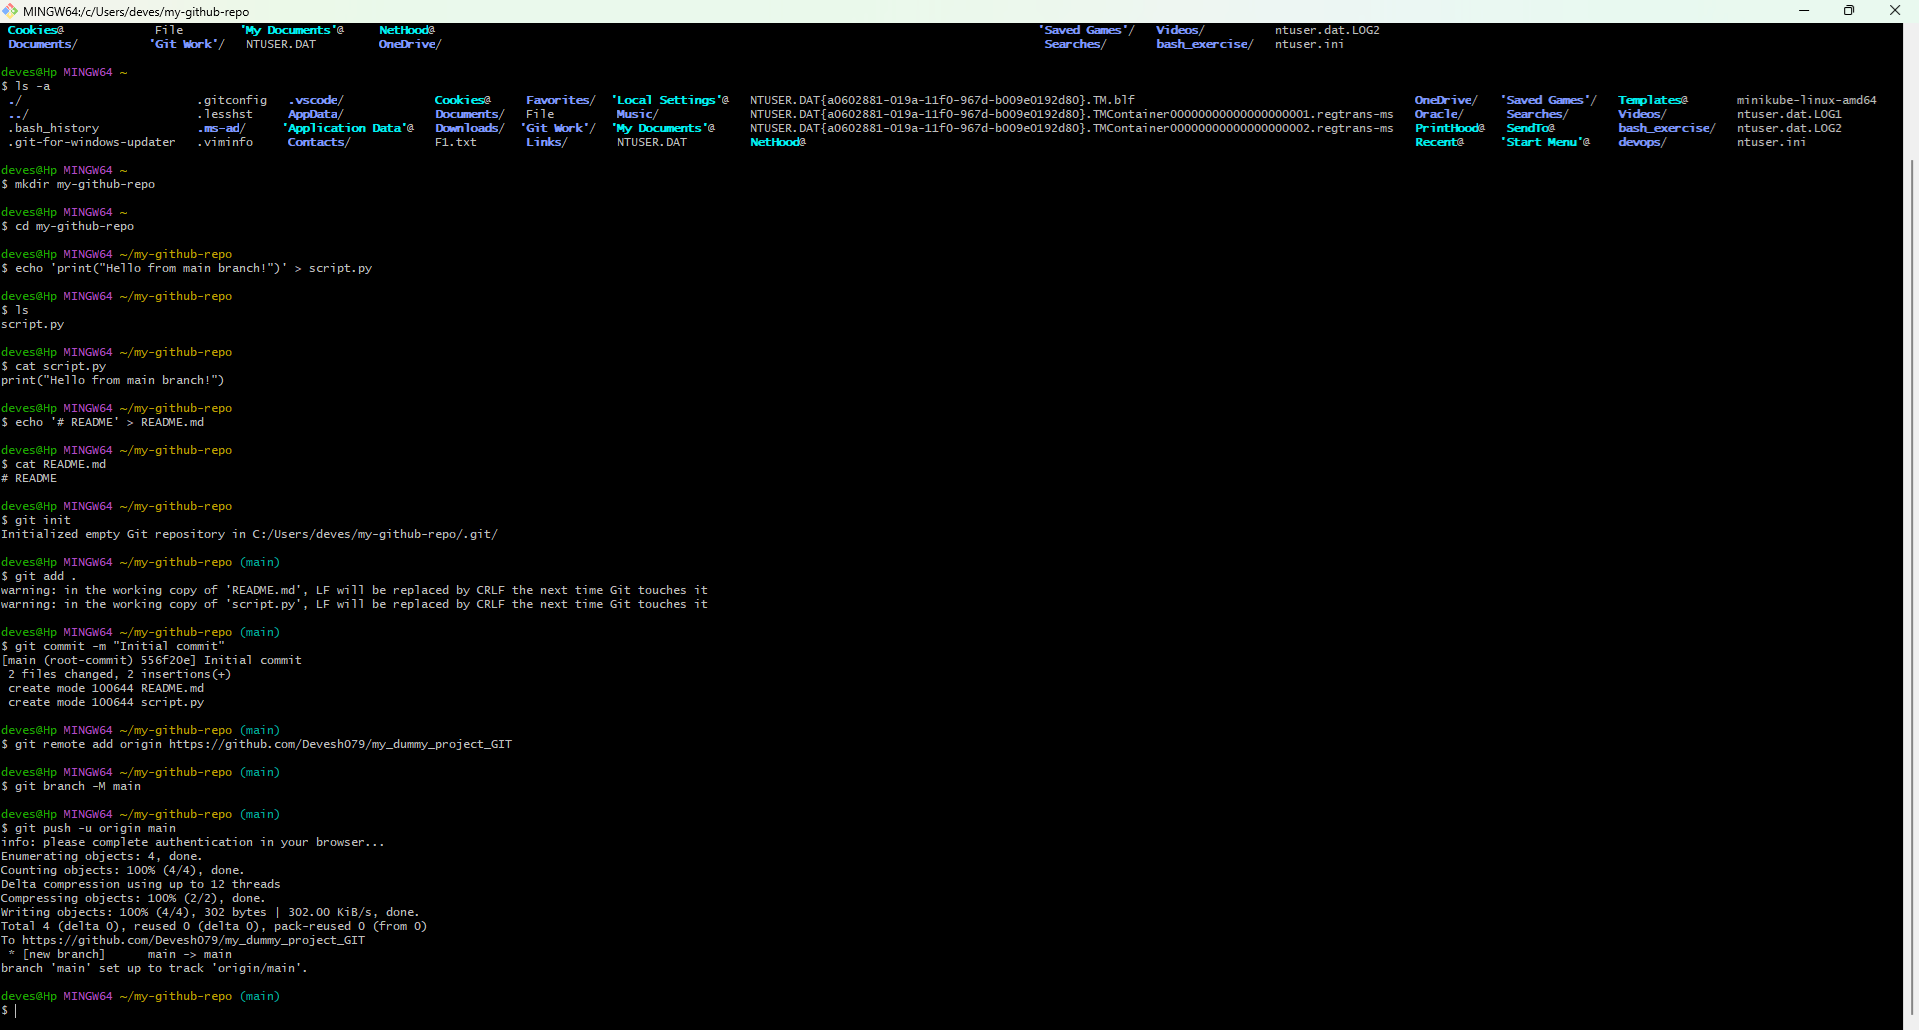 MINGW64:/c/Users/deves/my-github-repo
Cookies@ File 'My Documents'@ NetHood@ 'Saved Games'/ Videos/ ntuser.dat.LOG2
Documents/ 'Git Work'/ NTUSER.DAT OneDrive/ Searches/ bash_exercise/ ntuser.ini
deves@Hp MINGW64 ~
$ ls -a
./ .gitconfig .vscode/ Cookies@ Favorites/ 'Local Settings'@ NTUSER.DAT{a0602881-019a-11f0-967d-b009e0192d80}.TM.blf OneDrive/ 'Saved Games'/ Templates@ minikube-linux-amd64
../ .lesshst AppData/ Documents/ File Music/ NTUSER.DAT{a0602881-019a-11f0-967d-b009e0192d80}.TMContainer00000000000000000001.regtrans-ms Oracle/ Searches/ Videos/ ntuser.dat.LOG1
.bash_history .ms-ad/ 'Application Data'@ Downloads/ 'Git Work'/ 'My Documents'@ NTUSER.DAT{a0602881-019a-11f0-967d-b009e0192d80}.TMContainer00000000000000000002.regtrans-ms PrintHood@ SendTo@ bash_exercise/ ntuser.dat.LOG2
.git-for-windows-updater .viminfo Contacts/ F1.txt Links/ NTUSER.DAT NetHood@ Recent@ 'Start Menu'@ devops/ ntuser.ini
deves@Hp MINGW64 ~
$ mkdir my-github-repo
deves@Hp MINGW64 ~
$ cd my-github-repo
deves@Hp MINGW64 ~/my-github-repo
$ echo 'print("Hello from main branch!")' > script.py
deves@Hp MINGW64 ~/my-github-repo
$ ls
script.py
deves@Hp MINGW64 ~/my-github-repo
$ cat script.py
print("Hello from main branch!")
deves@Hp MINGW64 ~/my-github-repo
$ echo '# README' > README.md
deves@Hp MINGW64 ~/my-github-repo
$ cat README.md
# README
deves@Hp MINGW64 ~/my-github-repo
$ git init
Initialized empty Git repository in C:/Users/deves/my-github-repo/.git/
deves@Hp MINGW64 ~/my-github-repo (main)
$ git add .
warning: in the working copy of 'README.md', LF will be replaced by CRLF the next time Git touches it
warning: in the working copy of 'script.py', LF will be replaced by CRLF the next time Git touches it
deves@Hp MINGW64 ~/my-github-repo (main)
$ git commit -m "Initial commit"
[main (root-commit) 556f20e] Initial commit
2 files changed, 2 insertions(+)
create mode 100644 README.md
create mode 100644 script.py
deves@Hp MINGW64 ~/my-github-repo (main)
$ git remote add origin https://github.com/Devesh079/my_dummy_project_GIT
deves@Hp MINGW64 ~/my-github-repo (main)
$ git branch -M main
deves@Hp MINGW64 ~/my-github-repo (main)
$ git push -u origin main
info: please complete authentication in your browser...
Enumerating objects: 4, done.
Counting objects: 100% (4/4), done.
Delta compression using up to 12 threads
Compressing objects: 100% (2/2), done.
Writing objects: 100% (4/4), 302 bytes | 302.00 KiB/s, done.
Total 4 (delta 0), reused 0 (delta 0), pack-reused 0 (from 0)
To https://github.com/Devesh079/my_dummy_project_GIT
* [new branch] main -> main
branch 'main' set up to track 'origin/main'.
deves@Hp MINGW64 ~/my-github-repo (main)
$